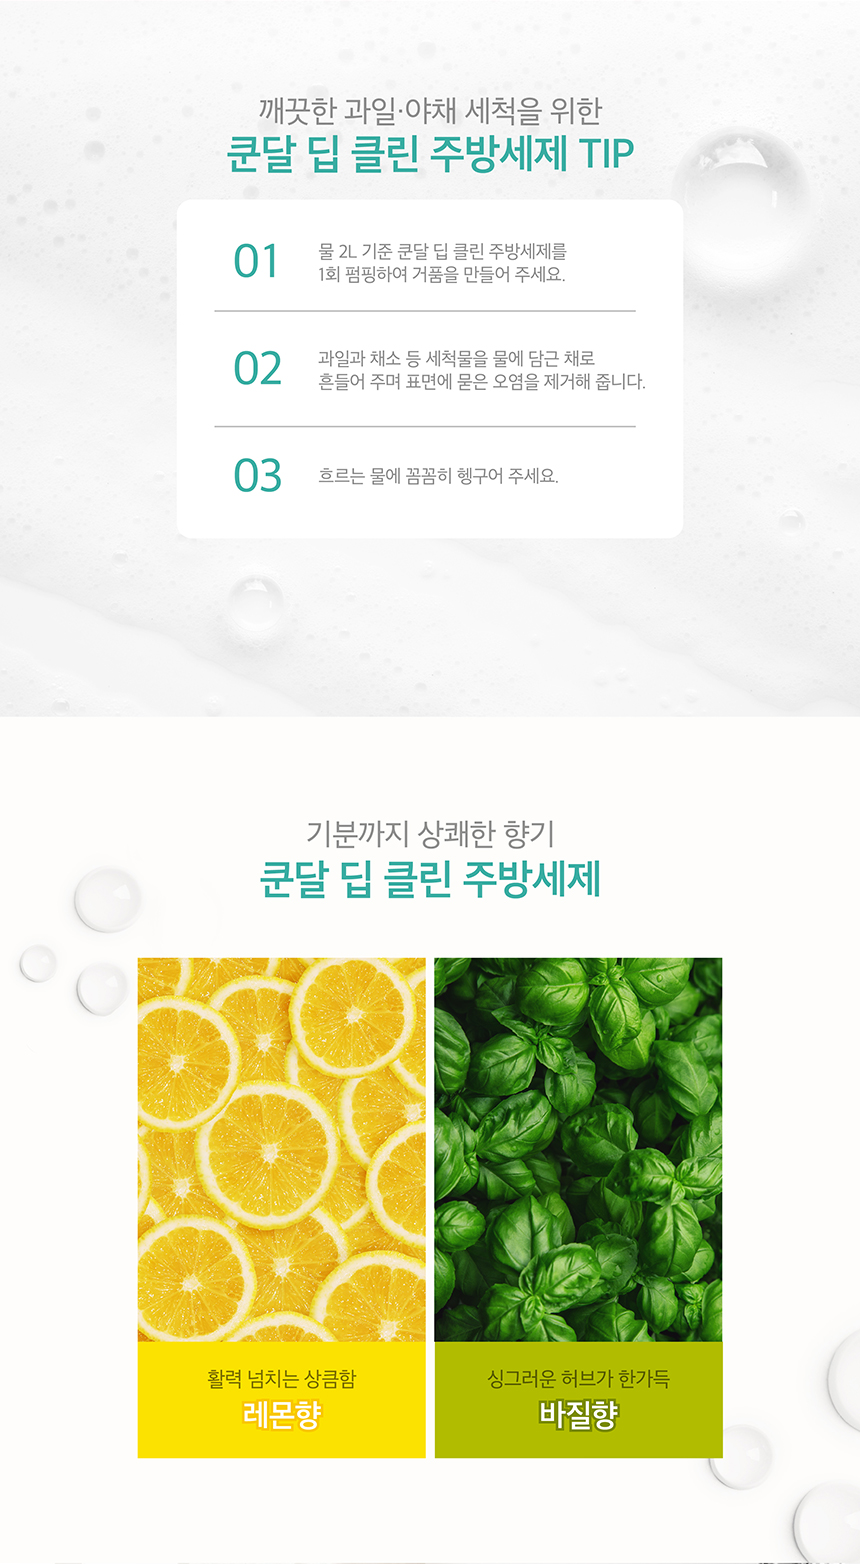 깨끗한 과일·야채 세척을 위한
쿤달 딥 클린 주방세제 TIP
01
물 2L 기준 쿤달 딥 클린 주방세제를
1회 펌핑하여 거품을 만들어 주세요.
02
과일과 채소 등 세척물을 물에 담근 채로
흔들어 주며 표면에 묻은 오염을 제거해 줍니다.
03
흐르는 물에 꼼꼼히 헹구어 주세요.
기분까지 상쾌한 향기
쿤달 딥 클린 주방세제
활력 넘치는 상큼함
레몬향
싱그러운 허브가 한가득
바질향